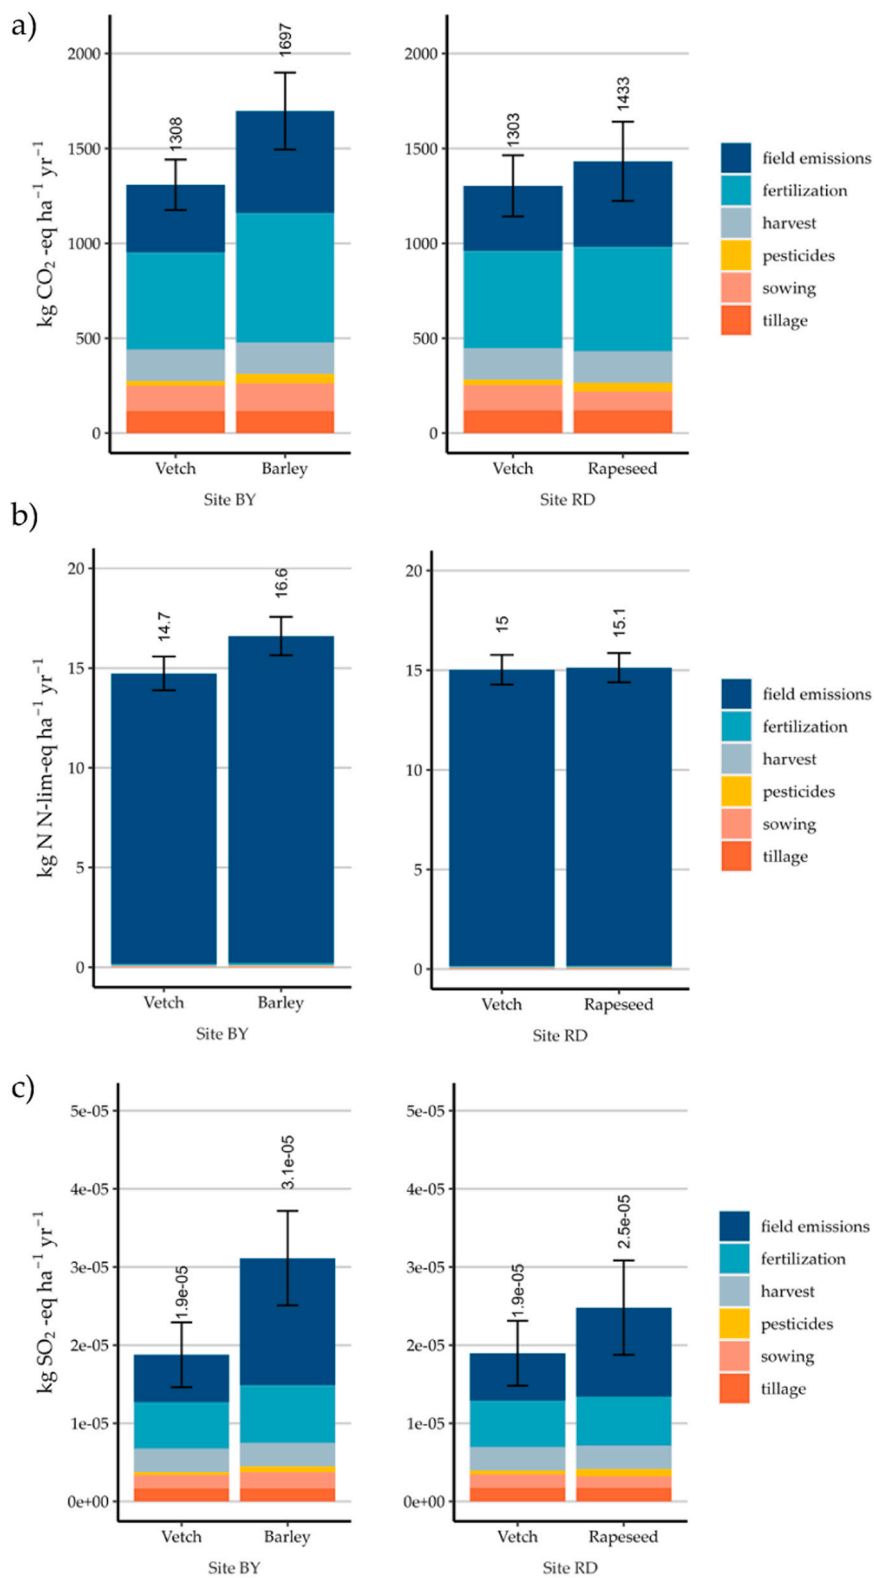 a)
kg CO₂ -eq ha⁻¹ yr⁻¹
2000
1500
1000
500
0
1308
1697
Vetch Barley
Site BY
2000
1500
1000
500
0
1303
1433
Vetch Rapeseed
Site RD
field emissions
fertilization
harvest
pesticides
sowing
tillage
b)
kg N N-lim-eq ha⁻¹ yr⁻¹
20
15
10
5
0
14.7
16.6
Vetch Barley
Site BY
20
15
10
5
0
15
15.1
Vetch Rapeseed
Site RD
field emissions
fertilization
harvest
pesticides
sowing
tillage
c)
kg SO₂ -eq ha⁻¹ yr⁻¹
5e-05
4e-05
3e-05
2e-05
1e-05
0e+00
1.9e-05
3.1e-05
Vetch Barley
Site BY
5e-05
4e-05
3e-05
2e-05
1e-05
0e+00
1.9e-05
2.5e-05
Vetch Rapeseed
Site RD
field emissions
fertilization
harvest
pesticides
sowing
tillage